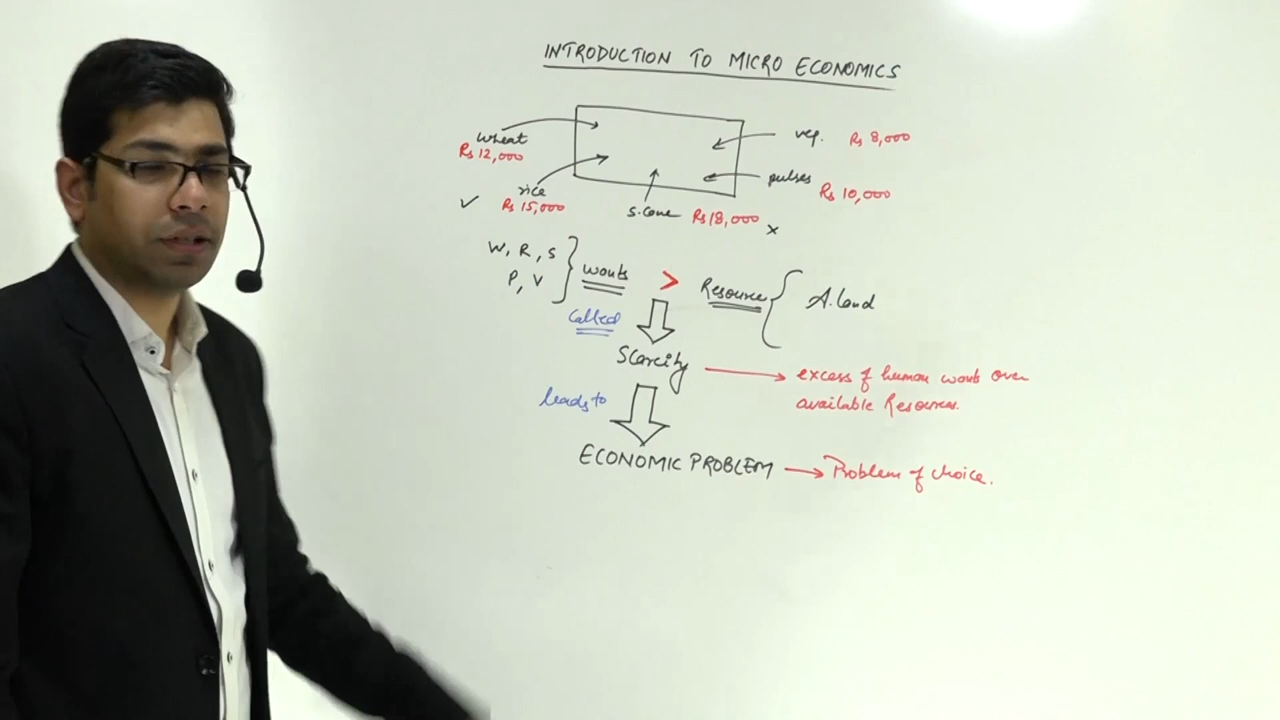 INTRODUCTION TO MICRO ECONOMICS
wheat
Rs 12,000
veg. Rs 8,000
rice
Rs 15,000
pulses
Rs 10,000
s.cane Rs 18,000
W, R, S
P, V
wants > Resource
A. Land
Called
Scarcity
excess of human wants over
available Resources.
leads to
ECONOMIC PROBLEM
Problem of choice.